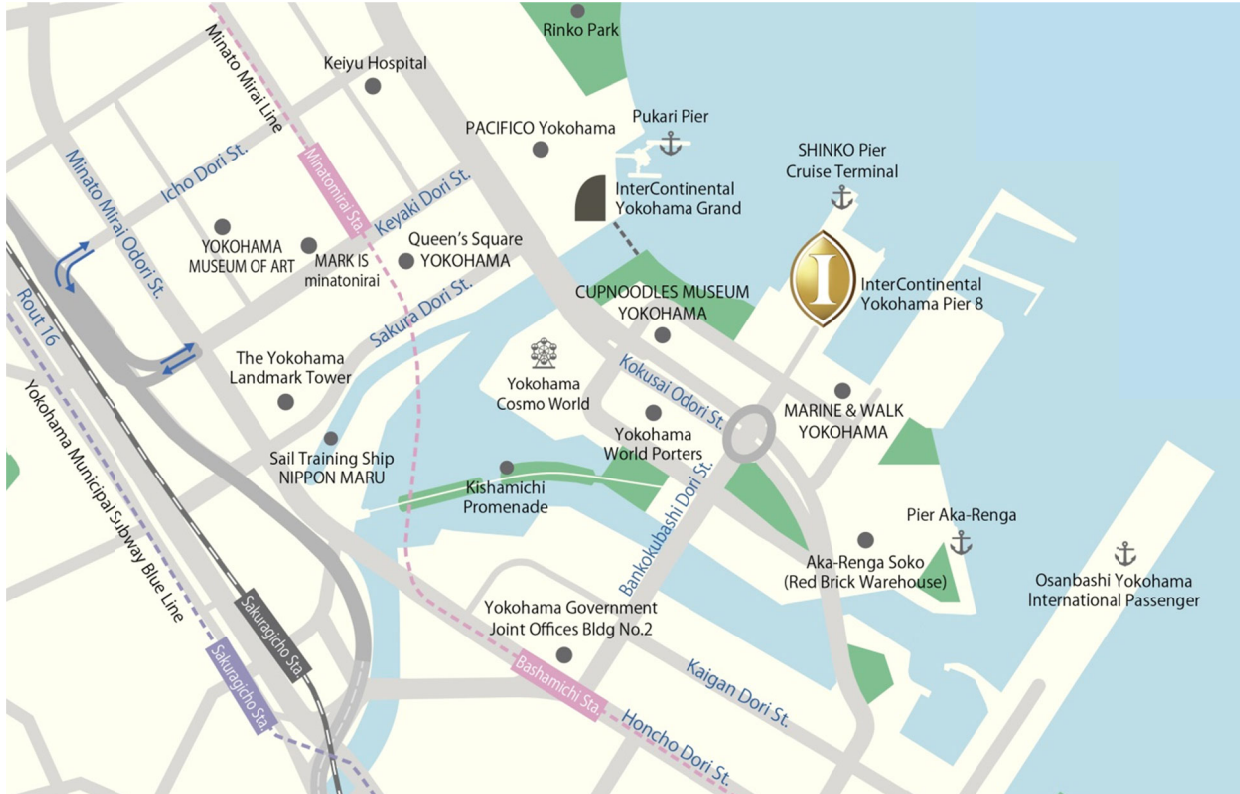 Rinko Park
Minato Mirai Line
Keiyu Hospital
PACIFICO Yokohama
Pukari Pier
SHINKO Pier
Cruise Terminal
Minato Mirai Odori St.
Icho Dori St.
Minatomirai Sta.
Keyaki Dori St.
InterContinental
Yokohama Grand
YOKOHAMA
MUSEUM OF ART
MARK IS
minatonirai
Queen's Square
YOKOHAMA
InterContinental
Yokohama Pier 8
I
CUPNOODLES MUSEUM
YOKOHAMA
Rout 16
Sakura Dori St.
The Yokohama
Landmark Tower
Yokohama
Cosmo World
Kokusai Odori St.
MARINE & WALK
YOKOHAMA
Yokohama
World Porters
Yokohama Municipal Subway Blue Line
Sail Training Ship
NIPPON MARU
Kishamichi
Promenade
Bankokubashi Dori St.
Pier Aka-Renga
Aka-Renga Soko
(Red Brick Warehouse)
Osanbashi Yokohama
International Passenger
Sakuragicho Sta
Sakuragicho Sta.
Yokohama Government
Joint Offices Bldg No.2
Bashamichi Sta.
Kaigan Dori St.
Honcho Dori St.